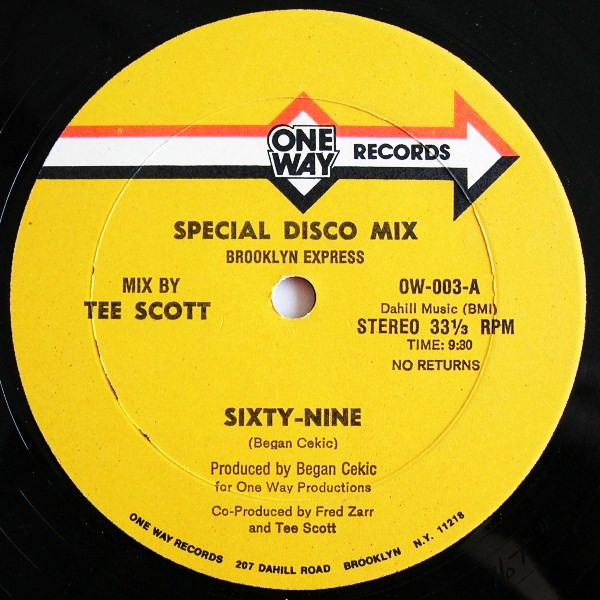 ONE
WAY
RECORDS
SPECIAL DISCO MIX
BROOKLYN EXPRESS
MIX BY
TEE SCOTT
OW-003-A
Dahill Music (BMI)
STEREO 33⅓ RPM
TIME: 9:30
NO RETURNS
SIXTY-NINE
(Began Cekic)
Produced by Began Cekic
for One Way Productions
Co-Produced by Fred Zarr
and Tee Scott
ONE WAY RECORDS 207 DAHILL ROAD BROOKLYN N.Y. 11218